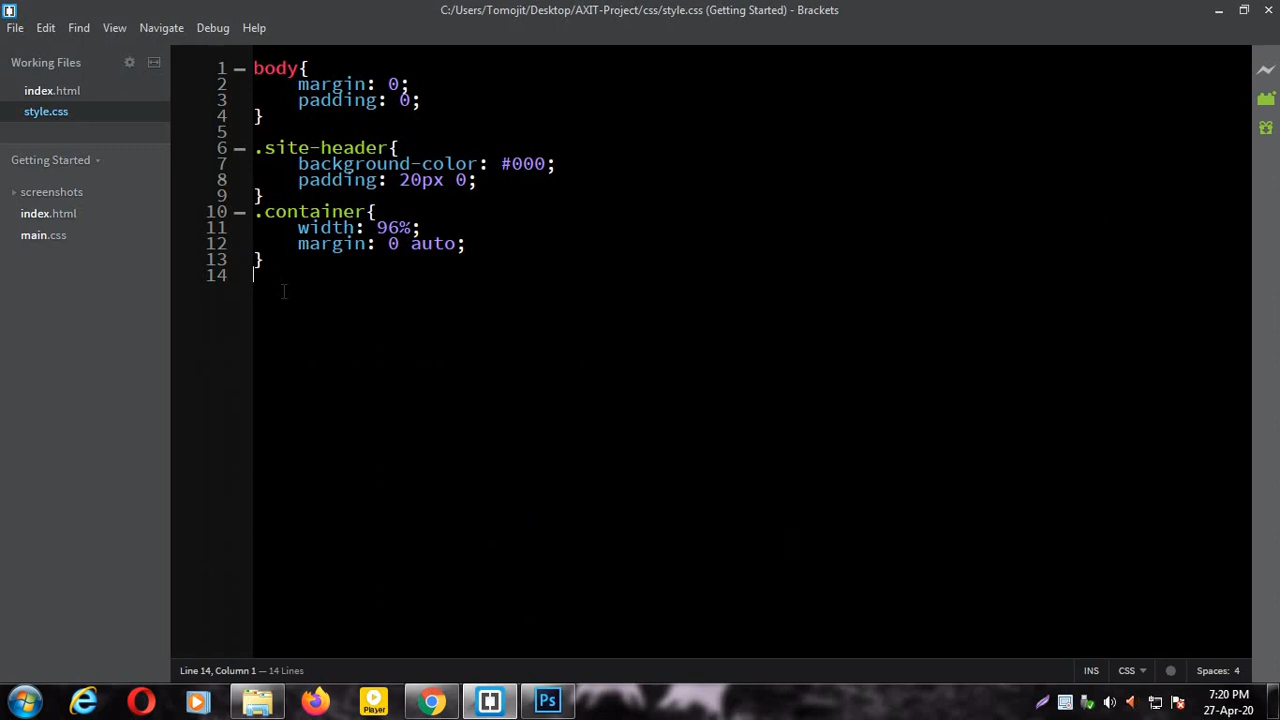 C:/Users/Tomojit/Desktop/AXIT-Project/css/style.css (Getting Started) - Brackets
File Edit View Navigate Debug Help
Working Files
index.html
style.css
Getting Started
screenshots
index.html
main.css
1 body{
2 margin: 0;
3 padding: 0;
4 }
5
6 .site-header{
7 background-color: #000;
8 padding: 20px 0;
9 }
10 .container{
11 width: 96%;
12 margin: 0 auto;
13 }
14
Line 14, Column 1 — 14 Lines
INS CSS Spaces: 4
Player
Ps
7:20 PM
27-Apr-20